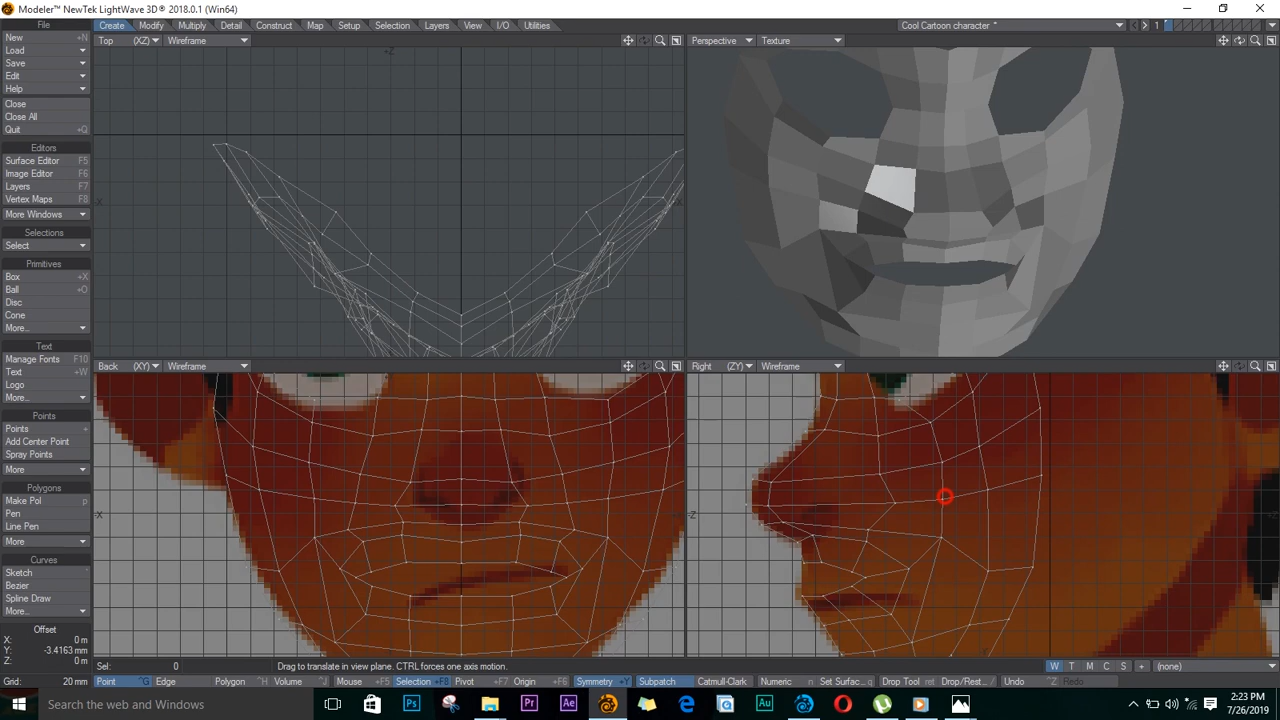 Modeler™ NewTek LightWave 3D® 2018.0.1 (Win64)
File
Create Modify Multiply Detail Construct Map Setup Selection Layers View I/O Utilities
Cool Cartoon character * 1
New +N
Load
Save
Edit
Help
Close
Close All
Quit +Q
Editors
Surface Editor F5
Image Editor F6
Layers F7
Vertex Maps F8
More Windows
Selections
Select
Primitives
Box +X
Ball +O
Disc
Cone
More...
Text
Manage Fonts F10
Text +W
Logo
More...
Points
Points +
Add Center Point
Spray Points
More
Polygons
Make Pol p
Pen
Line Pen
More
Curves
Sketch
Bezier
Spline Draw
More...
Offset
X: 0 m
Y: -3.4163 mm
Z: 0 m
Grid: 20 mm
Top (XZ) Wireframe
Perspective Texture
Back (XY) Wireframe
Right (ZY) Wireframe
+Z
-X
-X
-Z
Sel: 0 Drag to translate in view plane. CTRL forces one axis motion. W T M C S + (none)
Point ^G Edge Polygon ^H Volume ^J Mouse +F5 Selection +F8 Pivot +F7 Origin +F6 Symmetry +Y Subpatch Catmull-Clark Numeric n Set Surfac... q Drop Tool ret Drop/Rest... / Undo Redo
Search the web and Windows
2:23 PM
7/26/2019